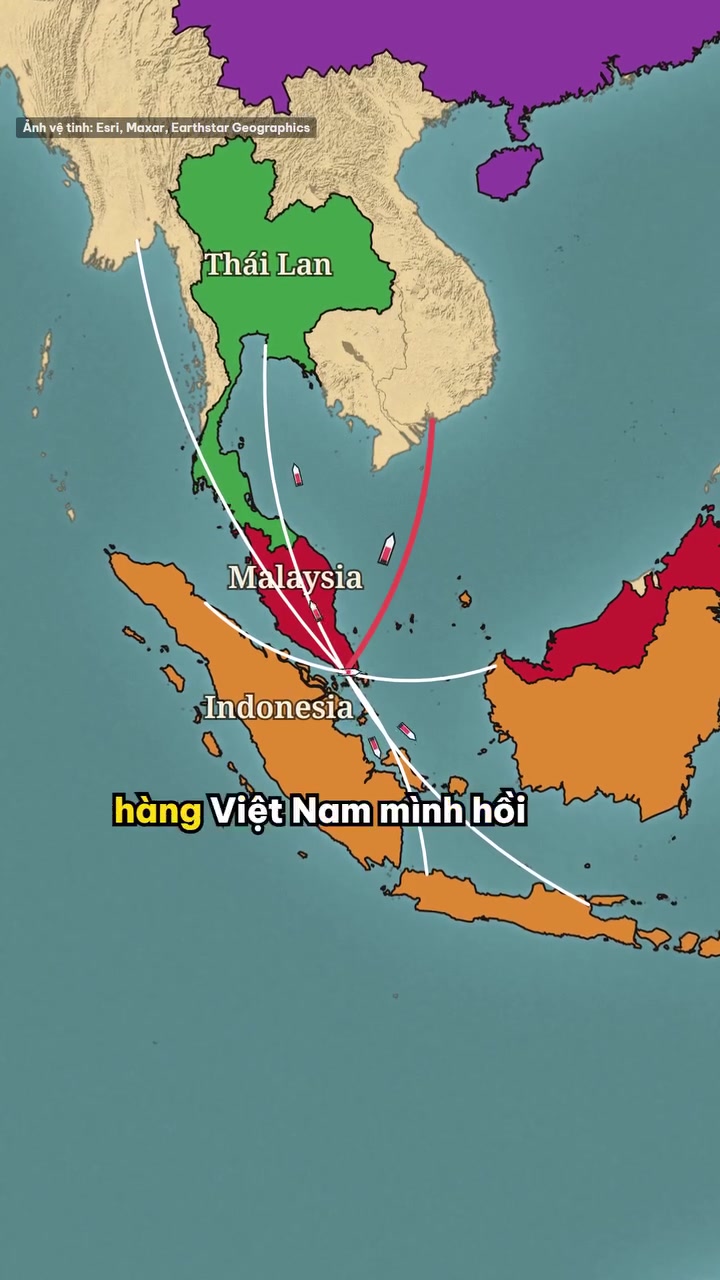 Ảnh vệ tinh: Esri, Maxar, Earthstar Geographics
Thái Lan
Malaysia
Indonesia
hàng Việt Nam mình hồi